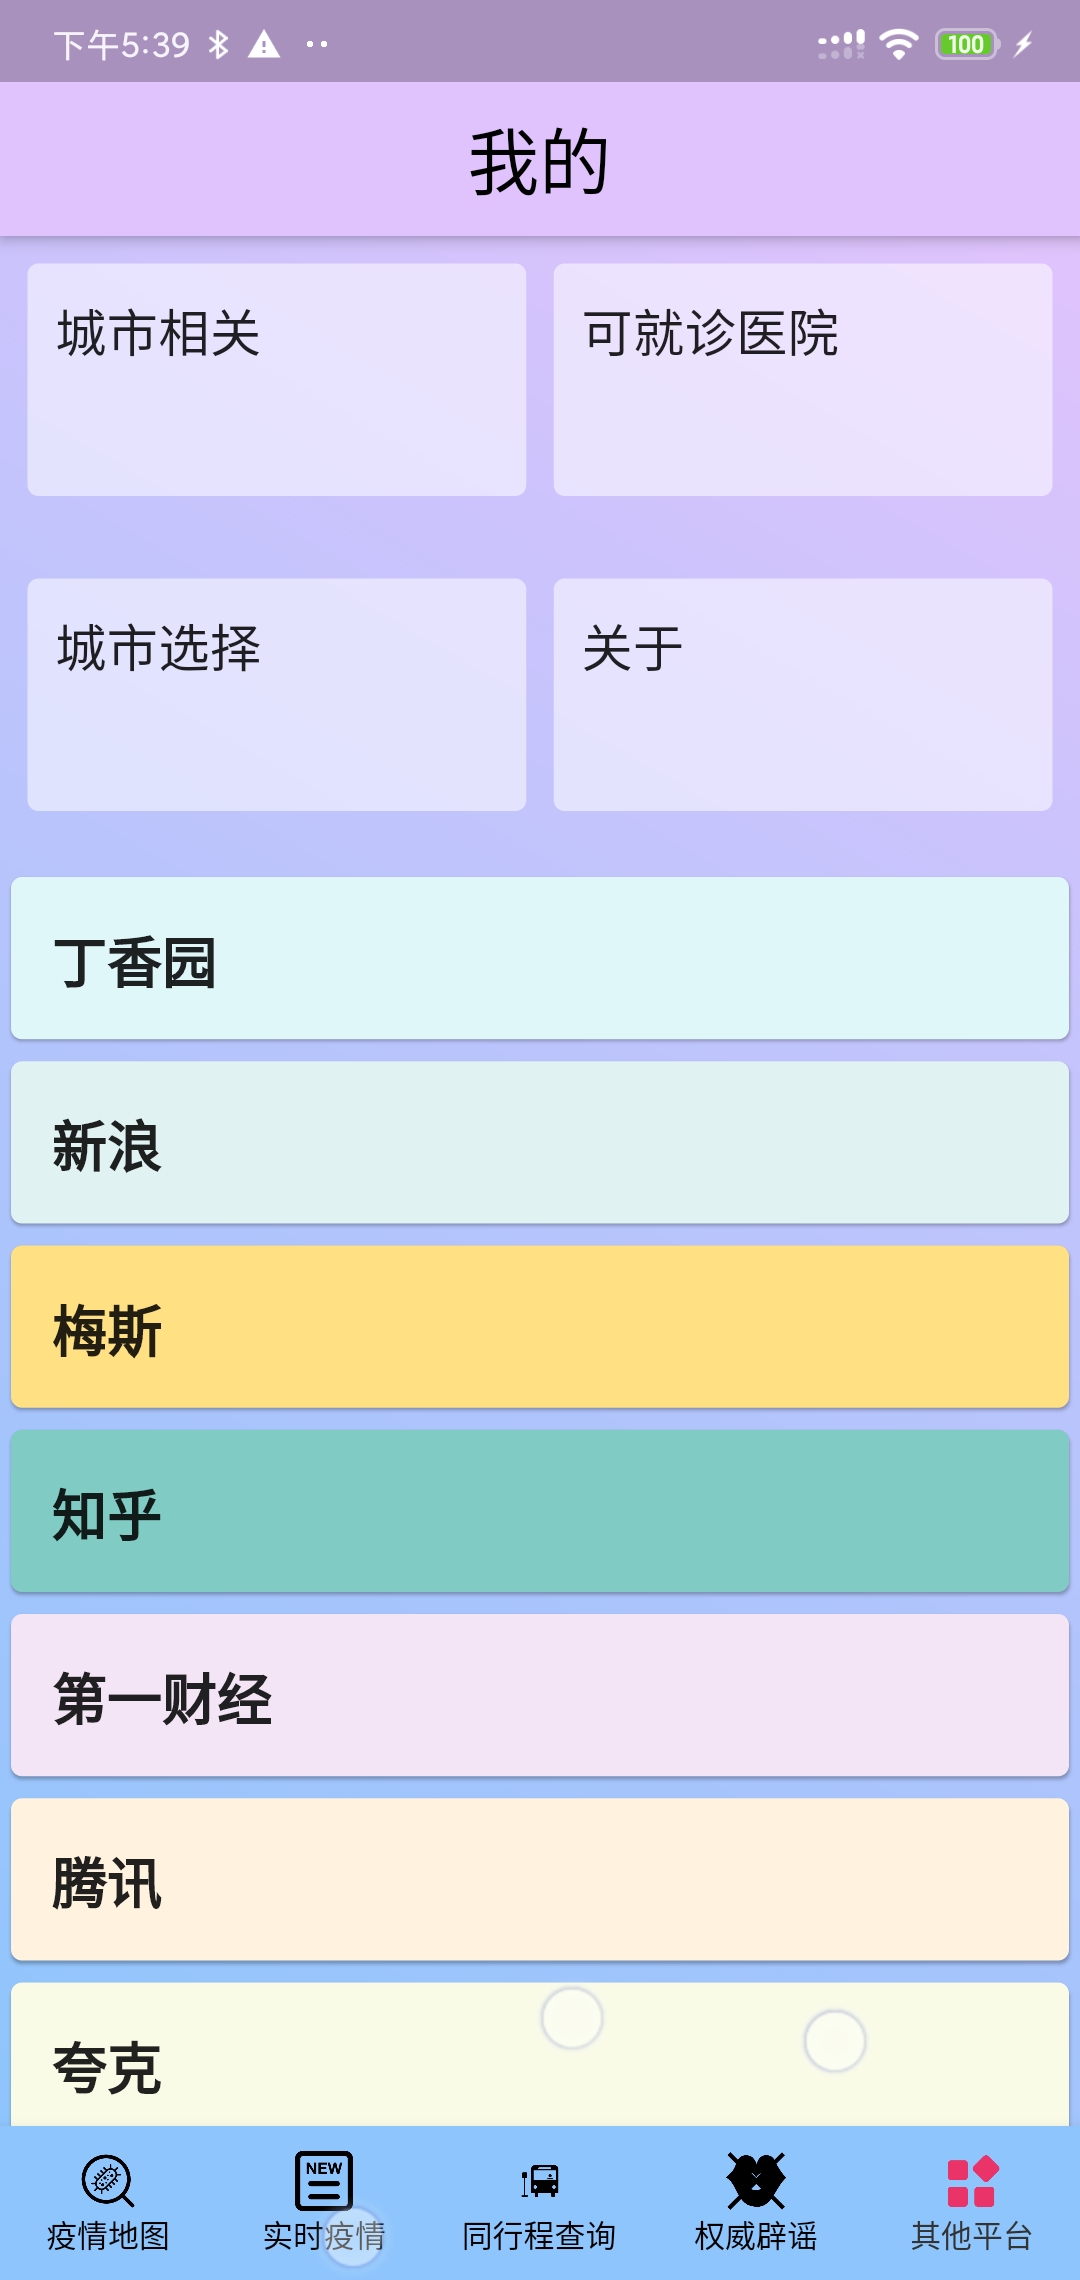 下午5:39
100
我的
城市相关
可就诊医院
城市选择
关于
丁香园
新浪
梅斯
知乎
第一财经
腾讯
夸克
NEW
疫情地图
实时疫情
同行程查询
权威辟谣
其他平台